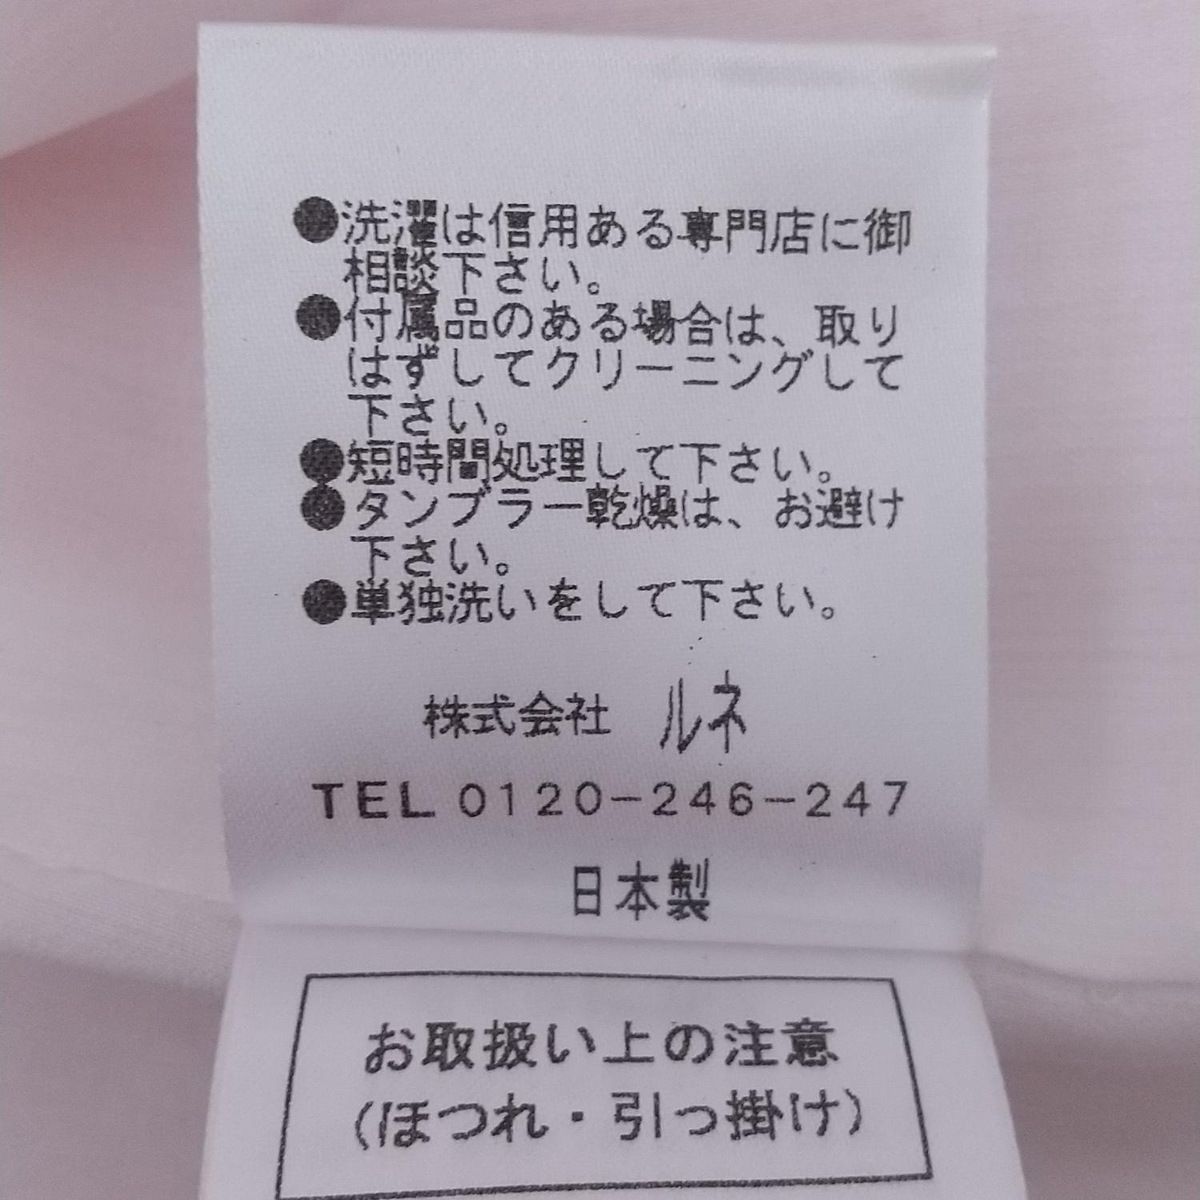 ●洗濯は信用ある専門店に御
相談下さい。
●付属品のある場合は、取り
はずしてクリーニングして
下さい。
●短時間処理して下さい。
●タンブラー乾燥は、お避け
下さい。
●単独洗いをして下さい。
株式会社 ルネ
TEL 0120-246-247
日本製
お取扱い上の注意
(ほつれ・引っ掛け)